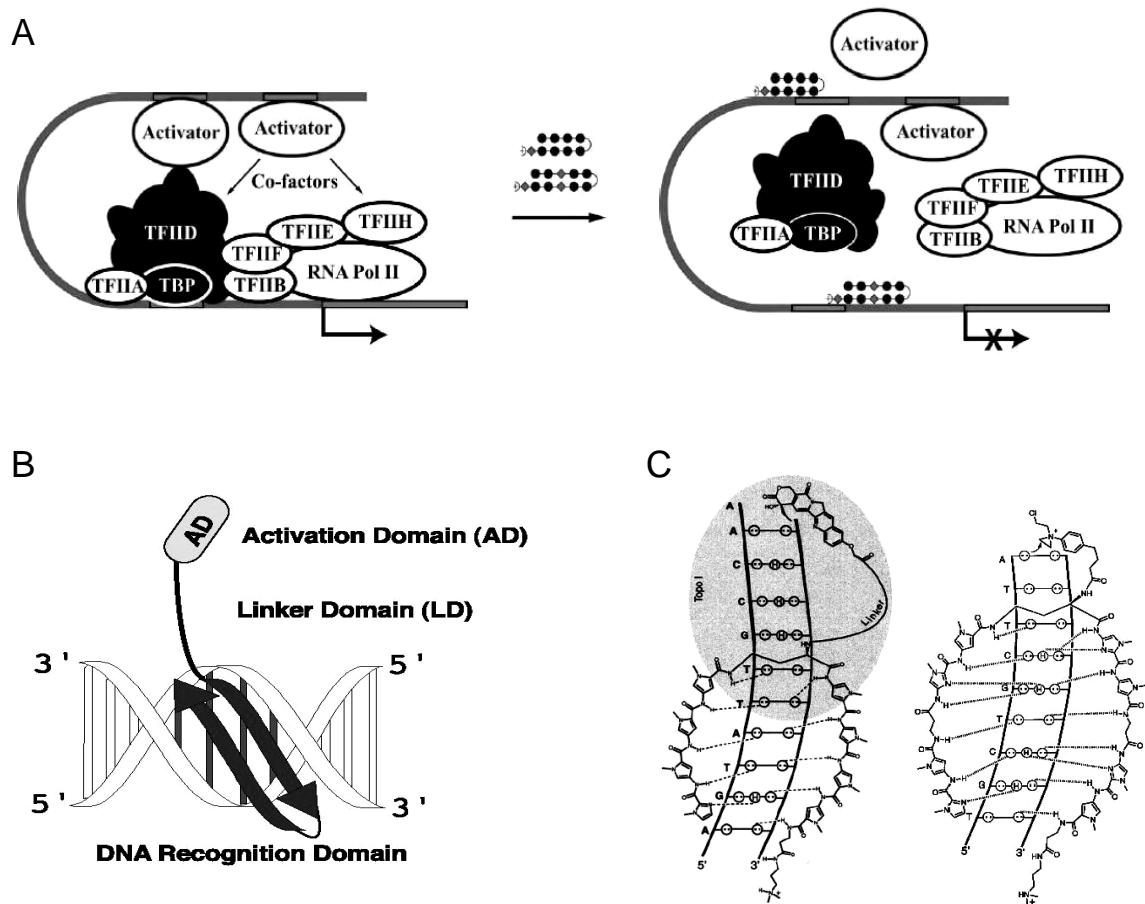 A
Activator
Activator
Co-factors
TFIID
TFIIH
TFIIE
TFIIF
RNA Pol II
TFIIA
TBP
TFIIB
Activator
Activator
TFIID
TFIIH
TFIIE
TFIIF
RNA Pol II
TFIIA
TBP
TFIIB
X
B
AD
Activation Domain (AD)
Linker Domain (LD)
3' 5'
5' 3'
DNA Recognition Domain
C
Topo I
Linker
A
A
C
C
G
T
T
A
T
G
A
5' 3'
A
T
T
C
G
T
C
G
T
5' 3'